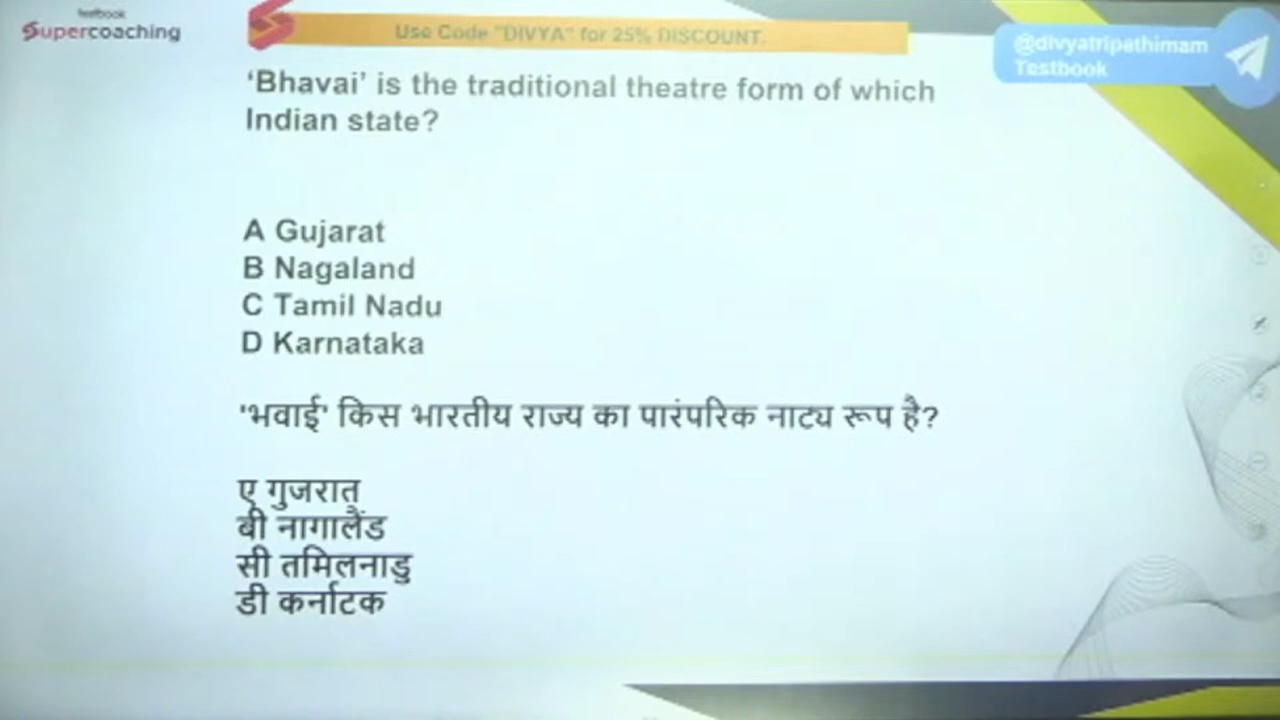 testbook
Supercoaching
Use Code "DIVYA" for 25% DISCOUNT.
@divyatripathimam
Testbook
'Bhavai' is the traditional theatre form of which
Indian state?
A Gujarat
B Nagaland
C Tamil Nadu
D Karnataka
'भवाई' किस भारतीय राज्य का पारंपरिक नाट्य रूप है?
ए गुजरात
बी नागालैंड
सी तमिलनाडु
डी कर्नाटक